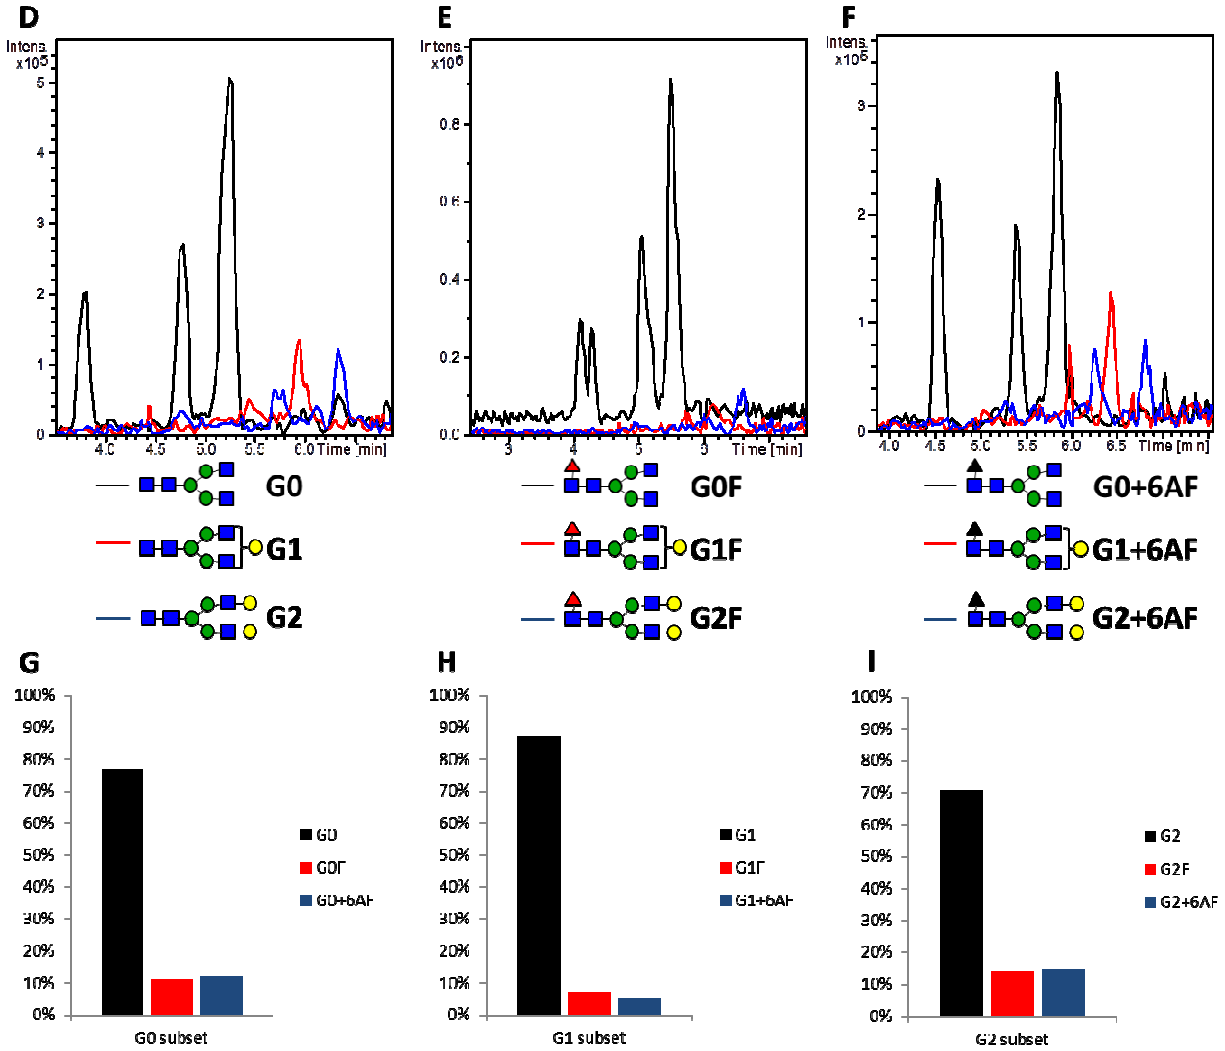 D
E
F
Intens.
x10⁵
5
4
3
2
1
0
4.0
4.5
5.0
5.5
6.0
Time [min]
Intens.
x10⁶
0.8
0.6
0.4
0.2
0.0
3
4
5
6
Time [min]
Intens.
x10⁶
3
2
1
0
4.0
4.5
5.0
5.5
6.0
6.5
Time [min]
G0
G0F
G0+6AF
G1
G1F
G1+6AF
G2
G2F
G2+6AF
G
H
I
100%
90%
80%
70%
60%
50%
40%
30%
20%
10%
0%
G0 subset
G0
G0F
G0+6AF
100%
90%
80%
70%
60%
50%
40%
30%
20%
10%
0%
G1 subset
G1
G1F
G1+6AF
100%
90%
80%
70%
60%
50%
40%
30%
20%
10%
0%
G2 subset
G2
G2F
G2+6AF